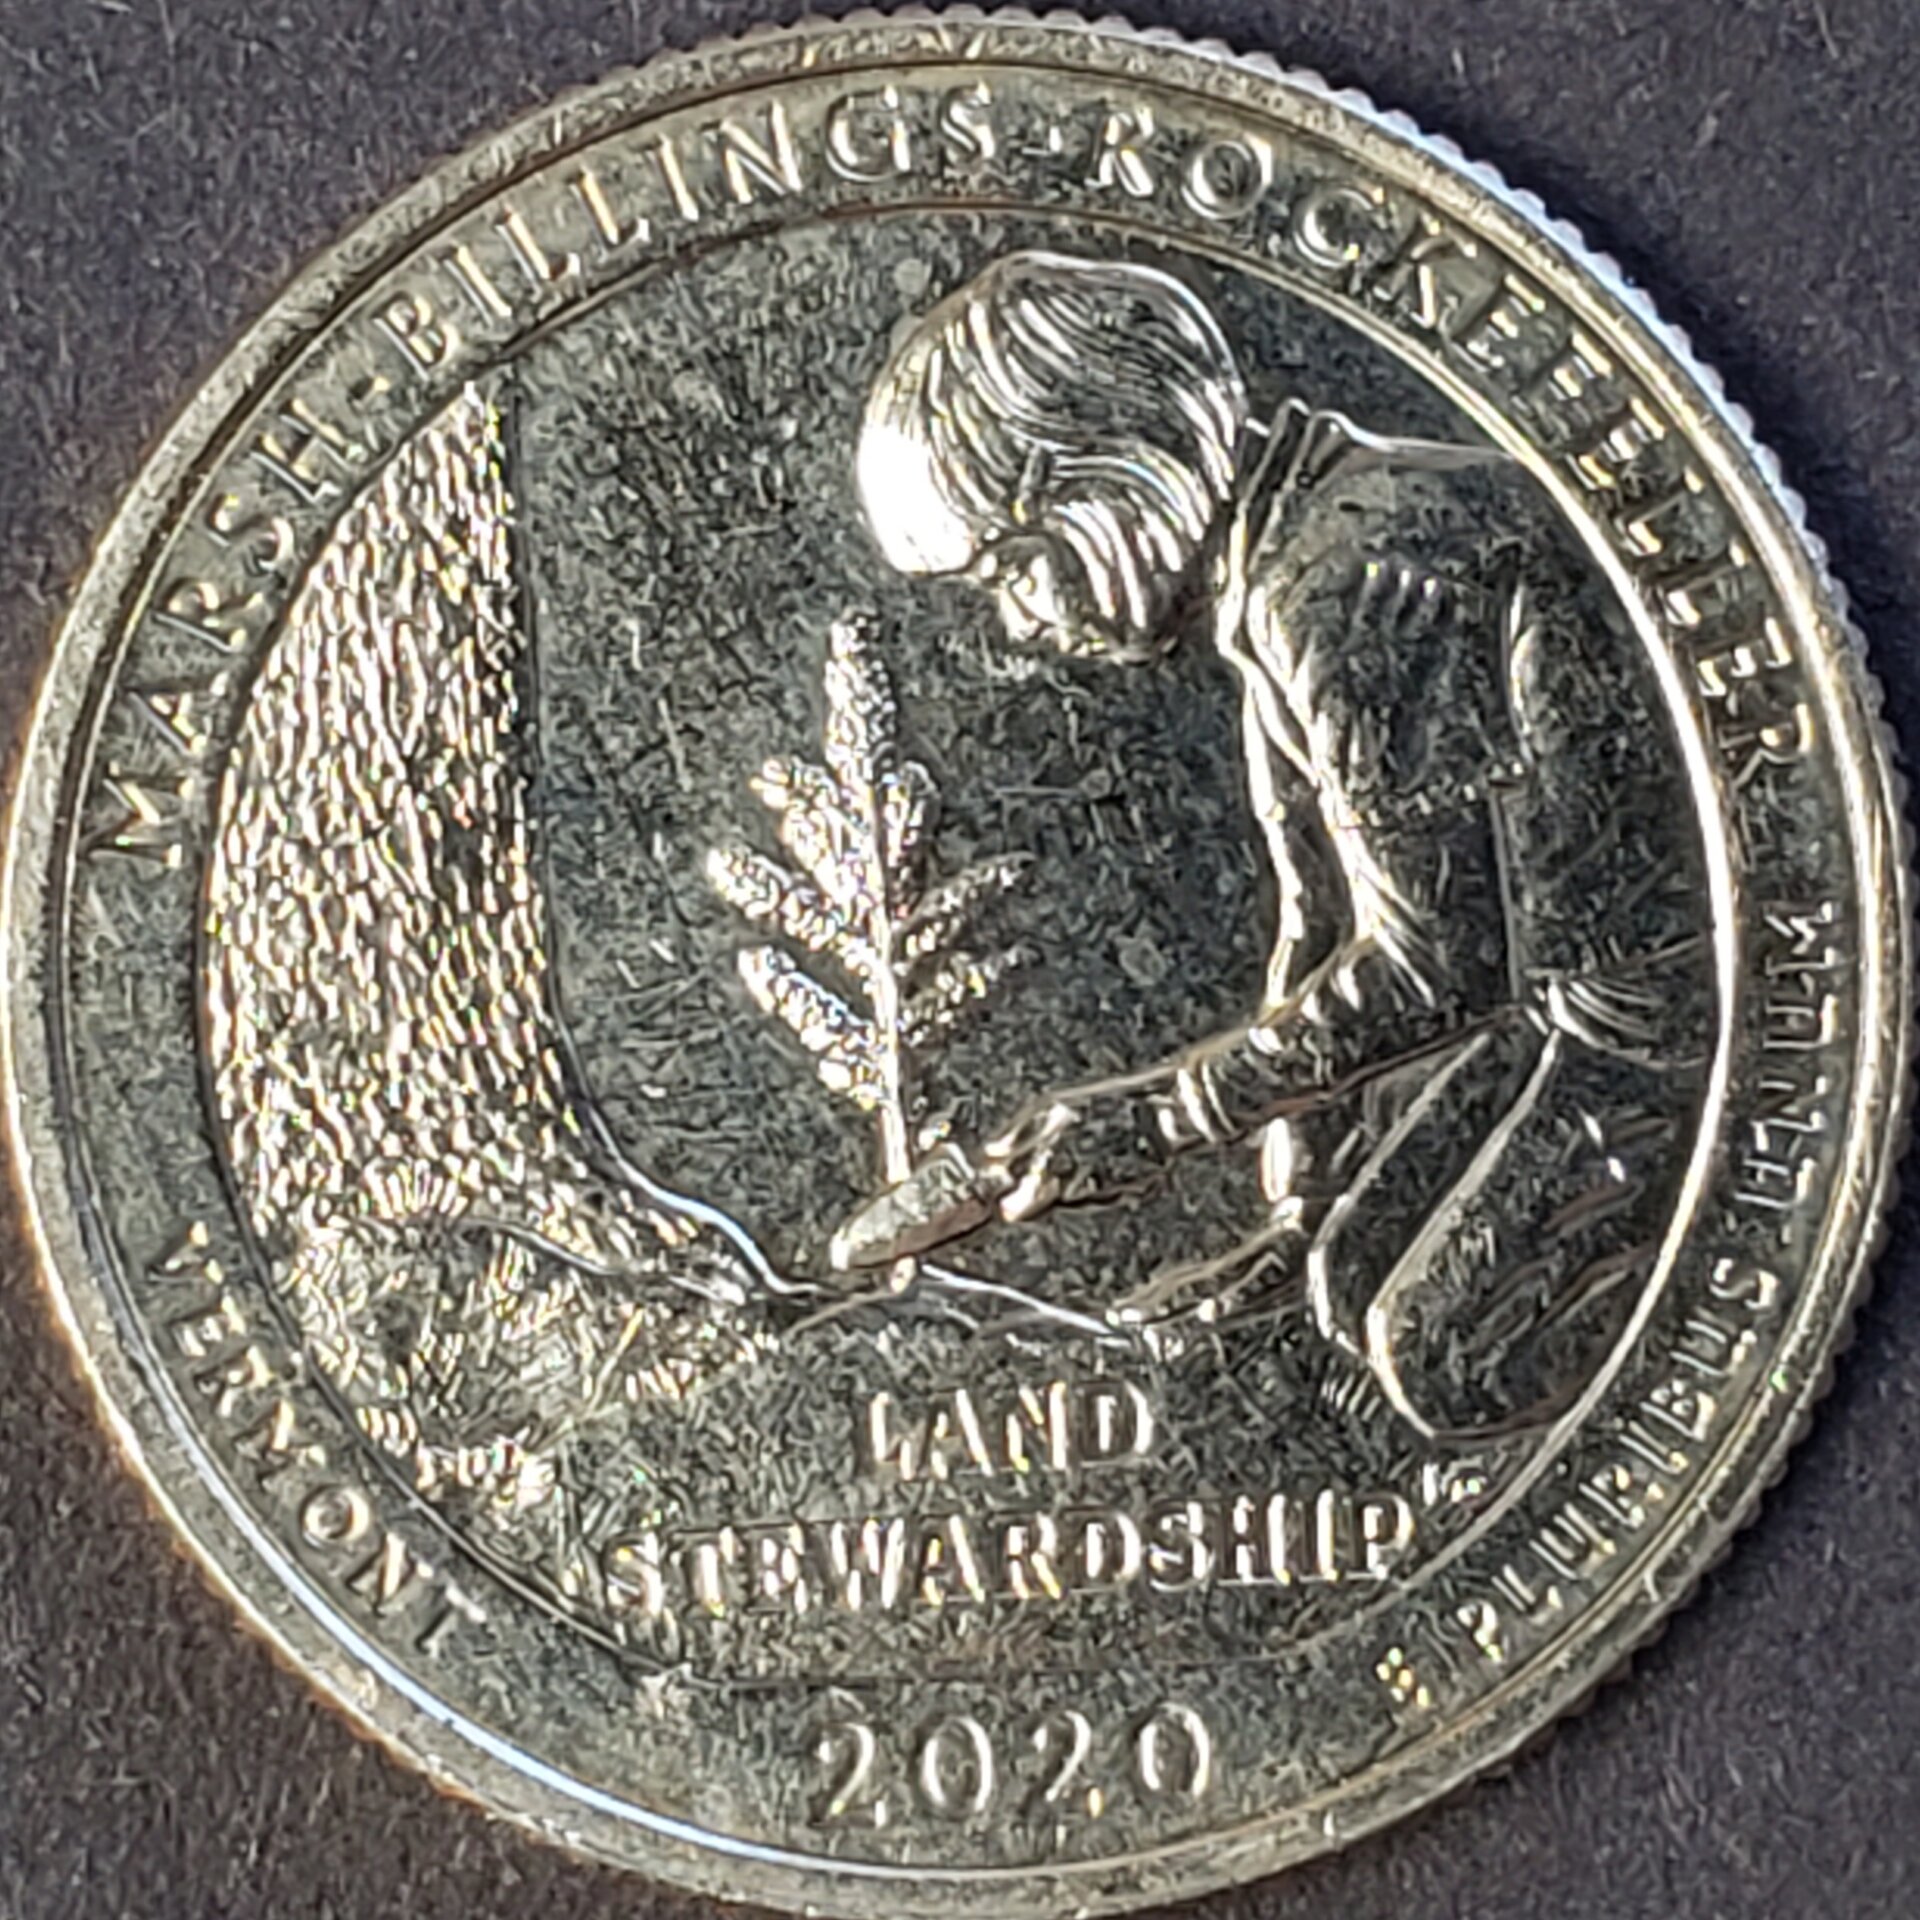 MARSH-BILLINGS-ROCKEFELLER
VERMONT
LAND
STEWARDSHIP
2020
E PLURIBUS UNUM